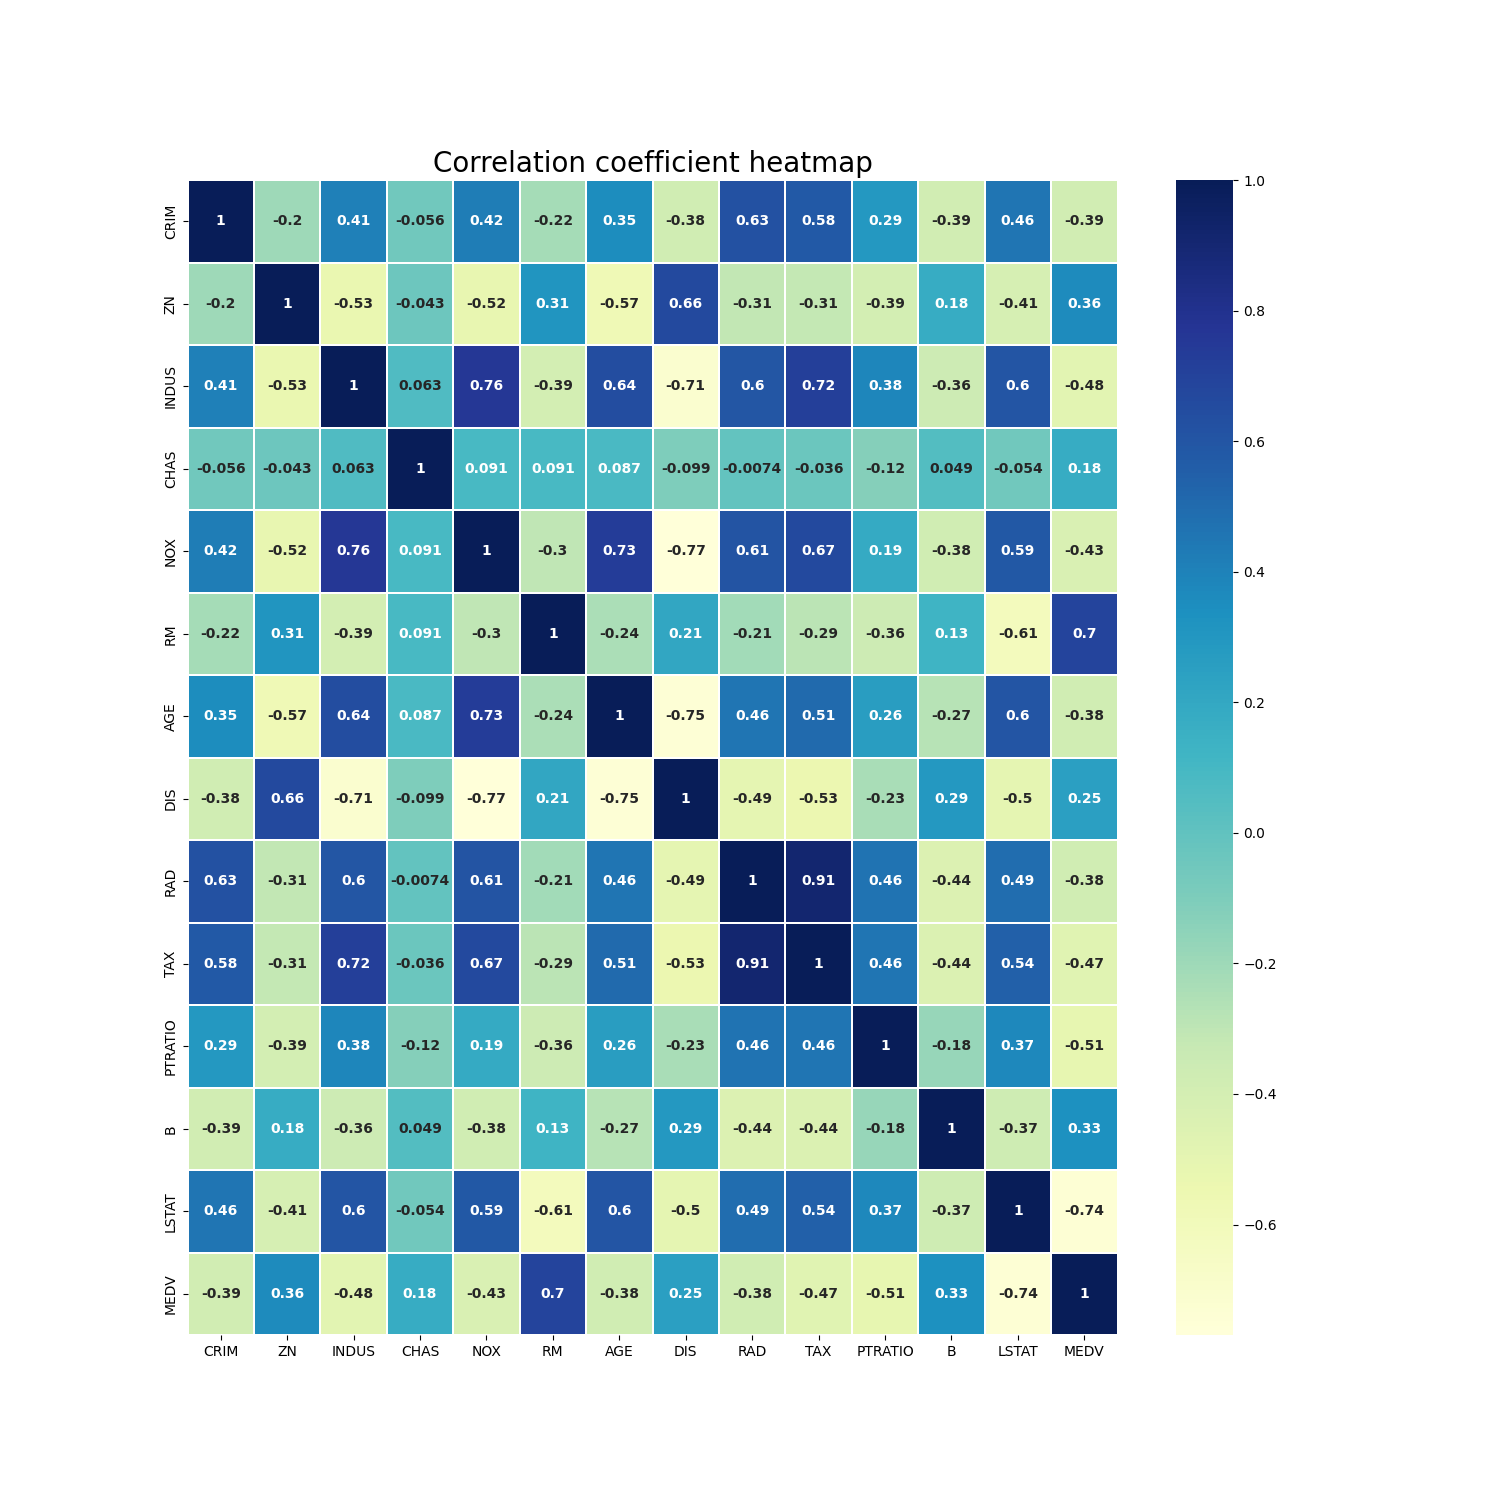 Correlation coefficient heatmap
CRIM 1 -0.2 0.41 -0.056 0.42 -0.22 0.35 -0.38 0.63 0.58 0.29 -0.39 0.46 -0.39
ZN -0.2 1 -0.53 -0.043 -0.52 0.31 -0.57 0.66 -0.31 -0.31 -0.39 0.18 -0.41 0.36
INDUS 0.41 -0.53 1 0.063 0.76 -0.39 0.64 -0.71 0.6 0.72 0.38 -0.36 0.6 -0.48
CHAS -0.056 -0.043 0.063 1 0.091 0.091 0.087 -0.099 -0.0074 -0.036 -0.12 0.049 -0.054 0.18
NOX 0.42 -0.52 0.76 0.091 1 -0.3 0.73 -0.77 0.61 0.67 0.19 -0.38 0.59 -0.43
RM -0.22 0.31 -0.39 0.091 -0.3 1 -0.24 0.21 -0.21 -0.29 -0.36 0.13 -0.61 0.7
AGE 0.35 -0.57 0.64 0.087 0.73 -0.24 1 -0.75 0.46 0.51 0.26 -0.27 0.6 -0.38
DIS -0.38 0.66 -0.71 -0.099 -0.77 0.21 -0.75 1 -0.49 -0.53 -0.23 0.29 -0.5 0.25
RAD 0.63 -0.31 0.6 -0.0074 0.61 -0.21 0.46 -0.49 1 0.91 0.46 -0.44 0.49 -0.38
TAX 0.58 -0.31 0.72 -0.036 0.67 -0.29 0.51 -0.53 0.91 1 0.46 -0.44 0.54 -0.47
PTRATIO 0.29 -0.39 0.38 -0.12 0.19 -0.36 0.26 -0.23 0.46 0.46 1 -0.18 0.37 -0.51
B -0.39 0.18 -0.36 0.049 -0.38 0.13 -0.27 0.29 -0.44 -0.44 -0.18 1 -0.37 0.33
LSTAT 0.46 -0.41 0.6 -0.054 0.59 -0.61 0.6 -0.5 0.49 0.54 0.37 -0.37 1 -0.74
MEDV -0.39 0.36 -0.48 0.18 -0.43 0.7 -0.38 0.25 -0.38 -0.47 -0.51 0.33 -0.74 1
CRIM ZN INDUS CHAS NOX RM AGE DIS RAD TAX PTRATIO B LSTAT MEDV
1.0
0.8
0.6
0.4
0.2
0.0
−0.2
−0.4
−0.6